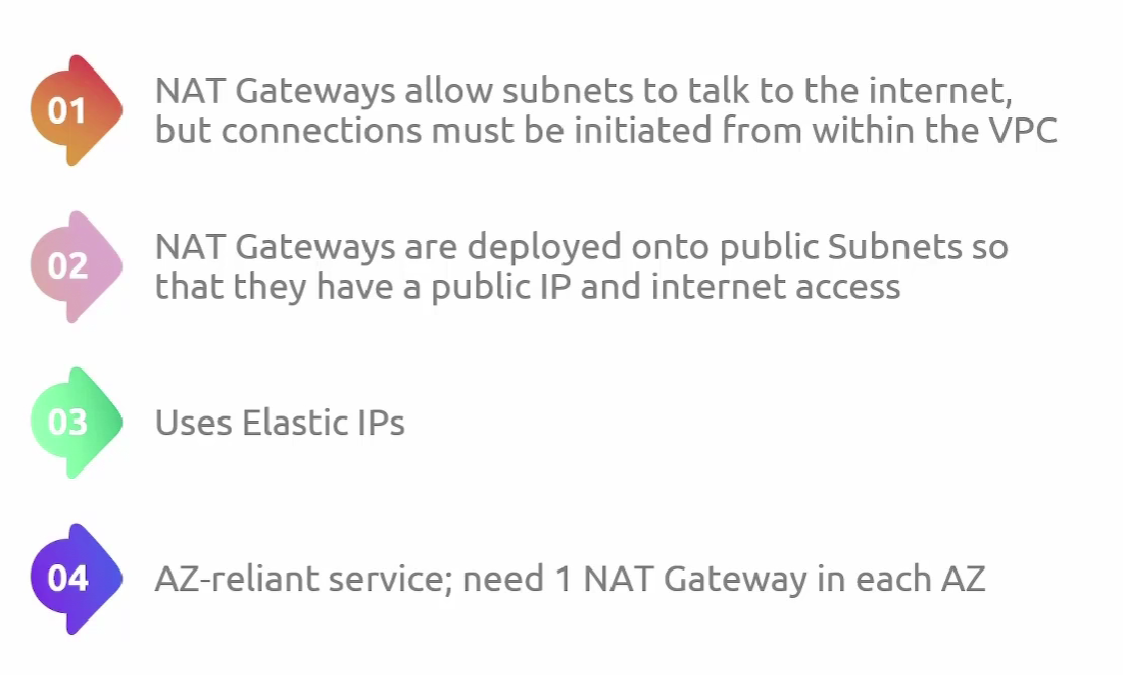 01
NAT Gateways allow subnets to talk to the internet,
but connections must be initiated from within the VPC
02
NAT Gateways are deployed onto public Subnets so
that they have a public IP and internet access
03
Uses Elastic IPs
04
AZ-reliant service; need 1 NAT Gateway in each AZ